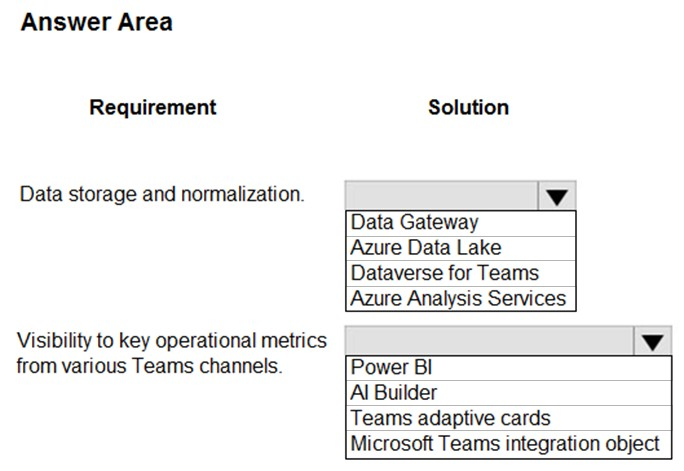 Answer Area
Requirement Solution
Data storage and normalization.
Data Gateway
Azure Data Lake
Dataverse for Teams
Azure Analysis Services
Visibility to key operational metrics
from various Teams channels.
Power BI
AI Builder
Teams adaptive cards
Microsoft Teams integration object